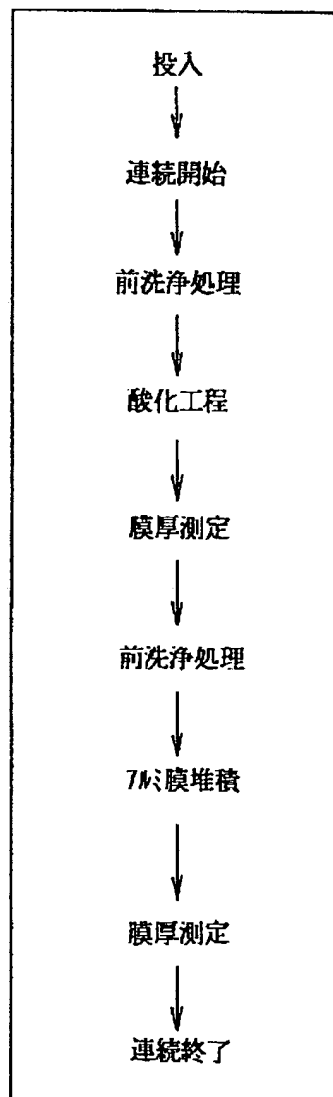 投入
連続開始
前洗浄処理
酸化工程
膜厚測定
前洗浄処理
ｱﾙﾐ膜堆積
膜厚測定
連続終了